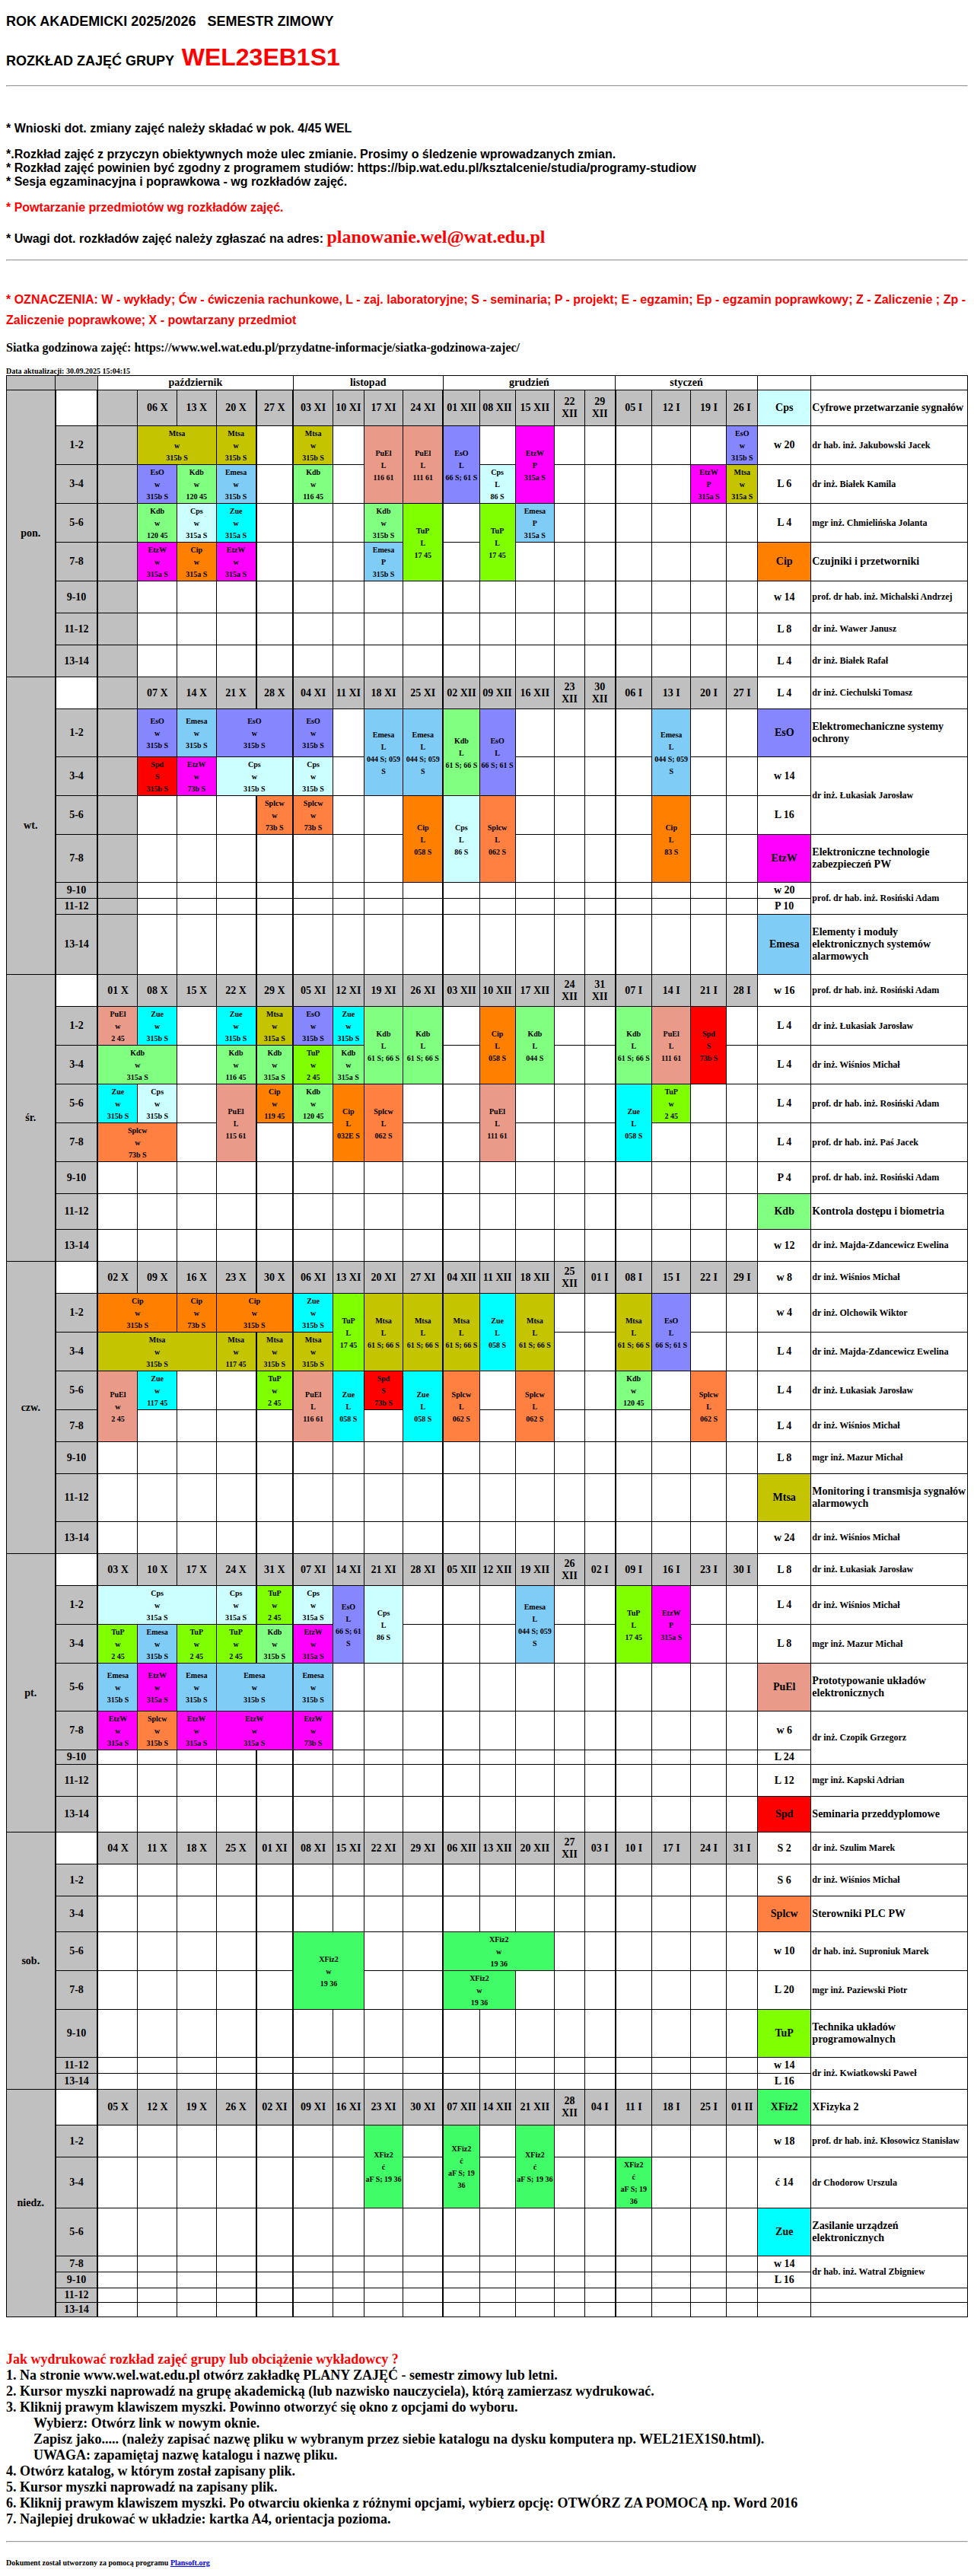 ROK AKADEMICKI 2025/2026 SEMESTR ZIMOWY
ROZKŁAD ZAJĘĆ GRUPY WEL23EB1S1
* Wnioski dot. zmiany zajęć należy składać w pok. 4/45 WEL
*.Rozkład zajęć z przyczyn obiektywnych może ulec zmianie. Prosimy o śledzenie wprowadzanych zmian.
* Rozkład zajęć powinien być zgodny z programem studiów: https://bip.wat.edu.pl/ksztalcenie/studia/programy-studiow
* Sesja egzaminacyjna i poprawkowa - wg rozkładów zajęć.
* Powtarzanie przedmiotów wg rozkładów zajęć.
* Uwagi dot. rozkładów zajęć należy zgłaszać na adres: planowanie.wel@wat.edu.pl
* OZNACZENIA: W - wykłady; Ćw - ćwiczenia rachunkowe, L - zaj. laboratoryjne; S - seminaria; P - projekt; E - egzamin; Ep - egzamin poprawkowy; Z - Zaliczenie ; Zp -
Zaliczenie poprawkowe; X - powtarzany przedmiot
Siatka godzinowa zajęć: https://www.wel.wat.edu.pl/przydatne-informacje/siatka-godzinowa-zajec/
Data aktualizacji: 30.09.2025 15:04:15
październik listopad grudzień styczeń
pon. 06 X 13 X 20 X 27 X 03 XI 10 XI 17 XI 24 XI 01 XII 08 XII 15 XII 22 XII 29 XII 05 I 12 I 19 I 26 I Cps Cyfrowe przetwarzanie sygnałów
1-2 Mtsa w 315b S Mtsa w 315b S Mtsa w 315b S PuEl L 116 61 PuEl L 111 61 EsO L 66 S; 61 S EtzW P 315a S EsO w 315b S w 20 dr hab. inż. Jakubowski Jacek
3-4 EsO w 315b S Kdb w 120 45 Emesa w 315b S Kdb w 116 45 Cps L 86 S EtzW P 315a S Mtsa w 315a S L 6 dr inż. Białek Kamila
5-6 Kdb w 120 45 Cps w 315a S Zue w 315a S Kdb w 315b S TuP L 17 45 TuP L 17 45 Emesa P 315a S L 4 mgr inż. Chmielińska Jolanta
7-8 EtzW w 315a S Cip w 315a S EtzW w 315a S Emesa P 315b S Cip Czujniki i przetworniki
9-10 w 14 prof. dr hab. inż. Michalski Andrzej
11-12 L 8 dr inż. Wawer Janusz
13-14 L 4 dr inż. Białek Rafał
wt. 07 X 14 X 21 X 28 X 04 XI 11 XI 18 XI 25 XI 02 XII 09 XII 16 XII 23 XII 30 XII 06 I 13 I 20 I 27 I L 4 dr inż. Ciechulski Tomasz
1-2 EsO w 315b S Emesa w 315b S EsO w 315b S EsO w 315b S Emesa L 044 S; 059 S Emesa L 044 S; 059 S Kdb L 61 S; 66 S EsO L 66 S; 61 S Emesa L 044 S; 059 S EsO Elektromechaniczne systemy ochrony
3-4 Spd S 315b S EtzW w 73b S Cps w 315b S Cps w 315b S w 14 dr inż. Łukasiak Jarosław
5-6 Splcw w 73b S Splcw w 73b S Cip L 058 S Cps L 86 S Splcw L 062 S Cip L 83 S L 16
7-8 EtzW Elektroniczne technologie zabezpieczeń PW
9-10 w 20 prof. dr hab. inż. Rosiński Adam
11-12 P 10
13-14 Emesa Elementy i moduły elektronicznych systemów alarmowych
śr. 01 X 08 X 15 X 22 X 29 X 05 XI 12 XI 19 XI 26 XI 03 XII 10 XII 17 XII 24 XII 31 XII 07 I 14 I 21 I 28 I w 16 prof. dr hab. inż. Rosiński Adam
1-2 PuEl w 2 45 Zue w 315b S Zue w 315b S Mtsa w 315a S EsO w 315b S Zue w 315b S Kdb L 61 S; 66 S Kdb L 61 S; 66 S Cip L 058 S Kdb L 044 S Kdb L 61 S; 66 S PuEl L 111 61 Spd S 73b S L 4 dr inż. Łukasiak Jarosław
3-4 Kdb w 315a S Kdb w 116 45 Kdb w 315a S TuP w 2 45 Kdb w 315a S L 4 dr inż. Wiśnios Michał
5-6 Zue w 315b S Cps w 315b S PuEl L 115 61 Cip w 119 45 Kdb w 120 45 Cip L 032E S Splcw L 062 S PuEl L 111 61 Zue L 058 S TuP w 2 45 L 4 prof. dr hab. inż. Rosiński Adam
7-8 Splcw w 73b S L 4 prof. dr hab. inż. Paś Jacek
9-10 P 4 prof. dr hab. inż. Rosiński Adam
11-12 Kdb Kontrola dostępu i biometria
13-14 w 12 dr inż. Majda-Zdancewicz Ewelina
czw. 02 X 09 X 16 X 23 X 30 X 06 XI 13 XI 20 XI 27 XI 04 XII 11 XII 18 XII 25 XII 01 I 08 I 15 I 22 I 29 I w 8 dr inż. Wiśnios Michał
1-2 Cip w 315b S Cip w 73b S Cip w 315b S Zue w 315b S TuP L 17 45 Mtsa L 61 S; 66 S Mtsa L 61 S; 66 S Mtsa L 61 S; 66 S Zue L 058 S Mtsa L 61 S; 66 S Mtsa L 61 S; 66 S EsO L 66 S; 61 S w 4 dr inż. Olchowik Wiktor
3-4 Mtsa w 315b S Mtsa w 117 45 Mtsa w 315b S Mtsa w 315b S L 4 dr inż. Majda-Zdancewicz Ewelina
5-6 PuEl w 2 45 Zue w 117 45 TuP w 2 45 PuEl L 116 61 Zue L 058 S Spd S 73b S Zue L 058 S Splcw L 062 S Splcw L 062 S Kdb w 120 45 Splcw L 062 S L 4 dr inż. Łukasiak Jarosław
7-8 L 4 dr inż. Wiśnios Michał
9-10 L 8 mgr inż. Mazur Michał
11-12 Mtsa Monitoring i transmisja sygnałów alarmowych
13-14 w 24 dr inż. Wiśnios Michał
pt. 03 X 10 X 17 X 24 X 31 X 07 XI 14 XI 21 XI 28 XI 05 XII 12 XII 19 XII 26 XII 02 I 09 I 16 I 23 I 30 I L 8 dr inż. Łukasiak Jarosław
1-2 Cps w 315a S Cps w 315a S TuP w 2 45 Cps w 315a S EsO L 66 S; 61 S Cps L 86 S Emesa L 044 S; 059 S TuP L 17 45 EtzW P 315a S L 4 dr inż. Wiśnios Michał
3-4 TuP w 2 45 Emesa w 315b S TuP w 2 45 TuP w 2 45 Kdb w 315b S EtzW w 315a S L 8 mgr inż. Mazur Michał
5-6 Emesa w 315b S EtzW w 315a S Emesa w 315b S Emesa w 315b S Emesa w 315b S PuEl Prototypowanie układów elektronicznych
7-8 EtzW w 315a S Splcw w 315b S EtzW w 315a S EtzW w 315a S EtzW w 73b S w 6 dr inż. Czopik Grzegorz
9-10 L 24
11-12 L 12 mgr inż. Kapski Adrian
13-14 Spd Seminaria przeddyplomowe
sob. 04 X 11 X 18 X 25 X 01 XI 08 XI 15 XI 22 XI 29 XI 06 XII 13 XII 20 XII 27 XII 03 I 10 I 17 I 24 I 31 I S 2 dr inż. Szulim Marek
1-2 S 6 dr inż. Wiśnios Michał
3-4 Splcw Sterowniki PLC PW
5-6 XFiz2 w 19 36 XFiz2 w 19 36 w 10 dr hab. inż. Suproniuk Marek
7-8 XFiz2 w 19 36 L 20 mgr inż. Paziewski Piotr
9-10 TuP Technika układów programowalnych
11-12 w 14 dr inż. Kwiatkowski Paweł
13-14 L 16
niedz. 05 X 12 X 19 X 26 X 02 XI 09 XI 16 XI 23 XI 30 XI 07 XII 14 XII 21 XII 28 XII 04 I 11 I 18 I 25 I 01 II XFiz2 XFizyka 2
1-2 XFiz2 ć aF S; 19 36 XFiz2 ć aF S; 19 36 XFiz2 ć aF S; 19 36 w 18 prof. dr hab. inż. Kłosowicz Stanisław
3-4 XFiz2 ć aF S; 19 36 ć 14 dr Chodorow Urszula
5-6 Zue Zasilanie urządzeń elektronicznych
7-8 w 14 dr hab. inż. Watral Zbigniew
9-10 L 16
11-12
13-14
Jak wydrukować rozkład zajęć grupy lub obciążenie wykładowcy ?
1. Na stronie www.wel.wat.edu.pl otwórz zakładkę PLANY ZAJĘĆ - semestr zimowy lub letni.
2. Kursor myszki naprowadź na grupę akademicką (lub nazwisko nauczyciela), którą zamierzasz wydrukować.
3. Kliknij prawym klawiszem myszki. Powinno otworzyć się okno z opcjami do wyboru.
Wybierz: Otwórz link w nowym oknie.
Zapisz jako..... (należy zapisać nazwę pliku w wybranym przez siebie katalogu na dysku komputera np. WEL21EX1S0.html).
UWAGA: zapamiętaj nazwę katalogu i nazwę pliku.
4. Otwórz katalog, w którym został zapisany plik.
5. Kursor myszki naprowadź na zapisany plik.
6. Kliknij prawym klawiszem myszki. Po otwarciu okienka z różnymi opcjami, wybierz opcję: OTWÓRZ ZA POMOCĄ np. Word 2016
7. Najlepiej drukować w układzie: kartka A4, orientacja pozioma.
Dokument został utworzony za pomocą programu Plansoft.org